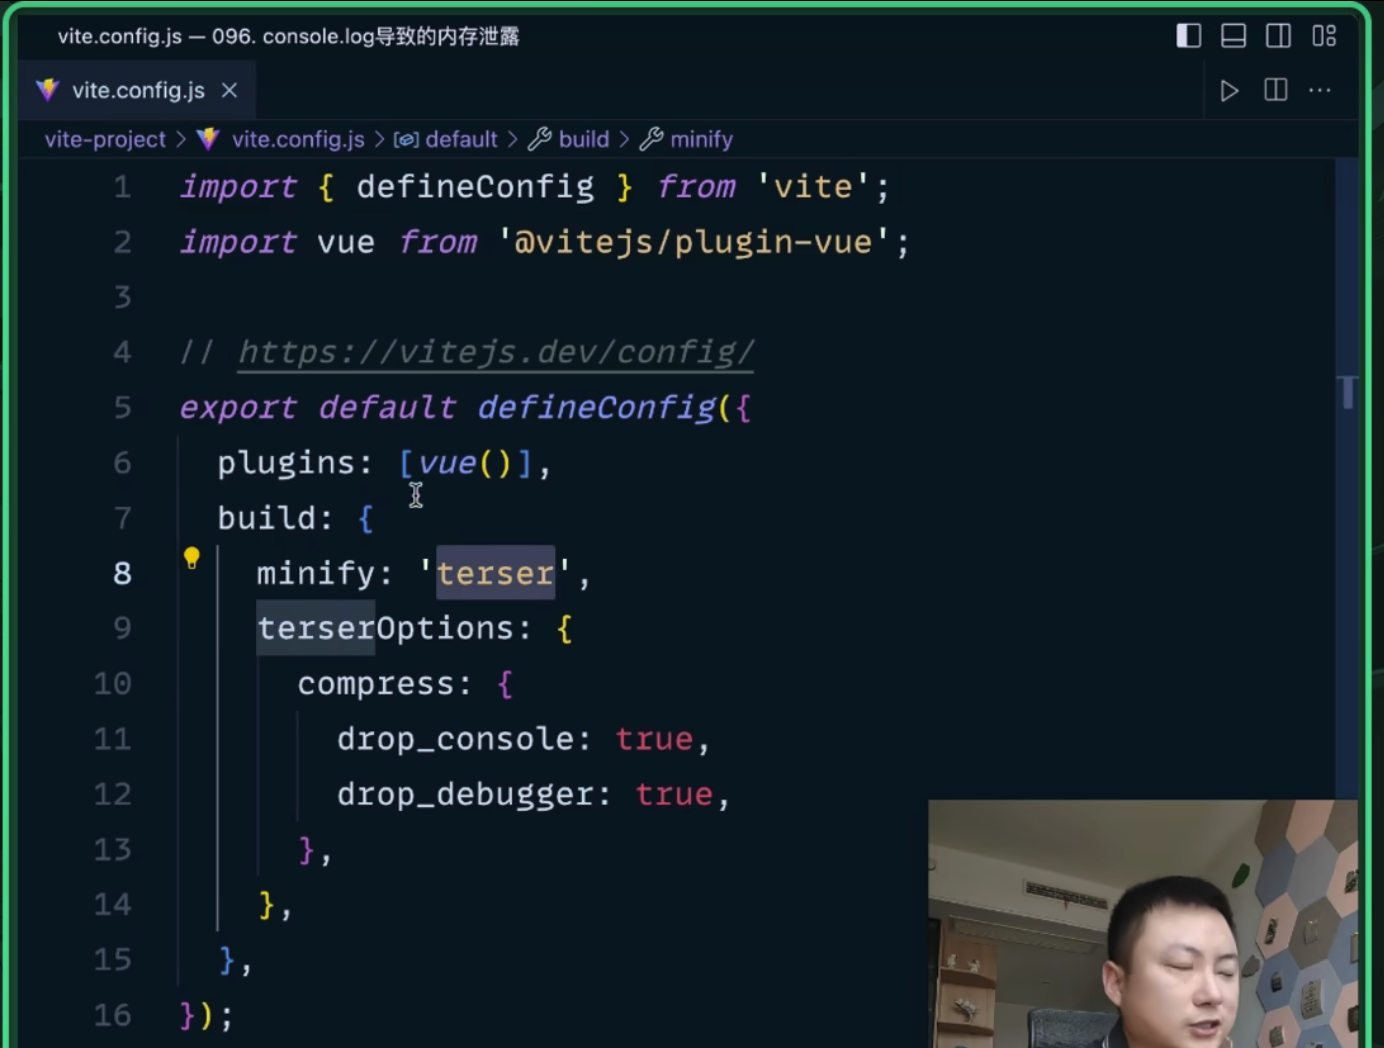 vite.config.js — 096. console.log导致的内存泄露
vite.config.js
vite-project > vite.config.js > default > build > minify
1 import { defineConfig } from 'vite';
2 import vue from '@vitejs/plugin-vue';
3
4 // https://vitejs.dev/config/
5 export default defineConfig({
6 plugins: [vue()],
7 build: {
8 minify: 'terser',
9 terserOptions: {
10 compress: {
11 drop_console: true,
12 drop_debugger: true,
13 },
14 },
15 },
16 });